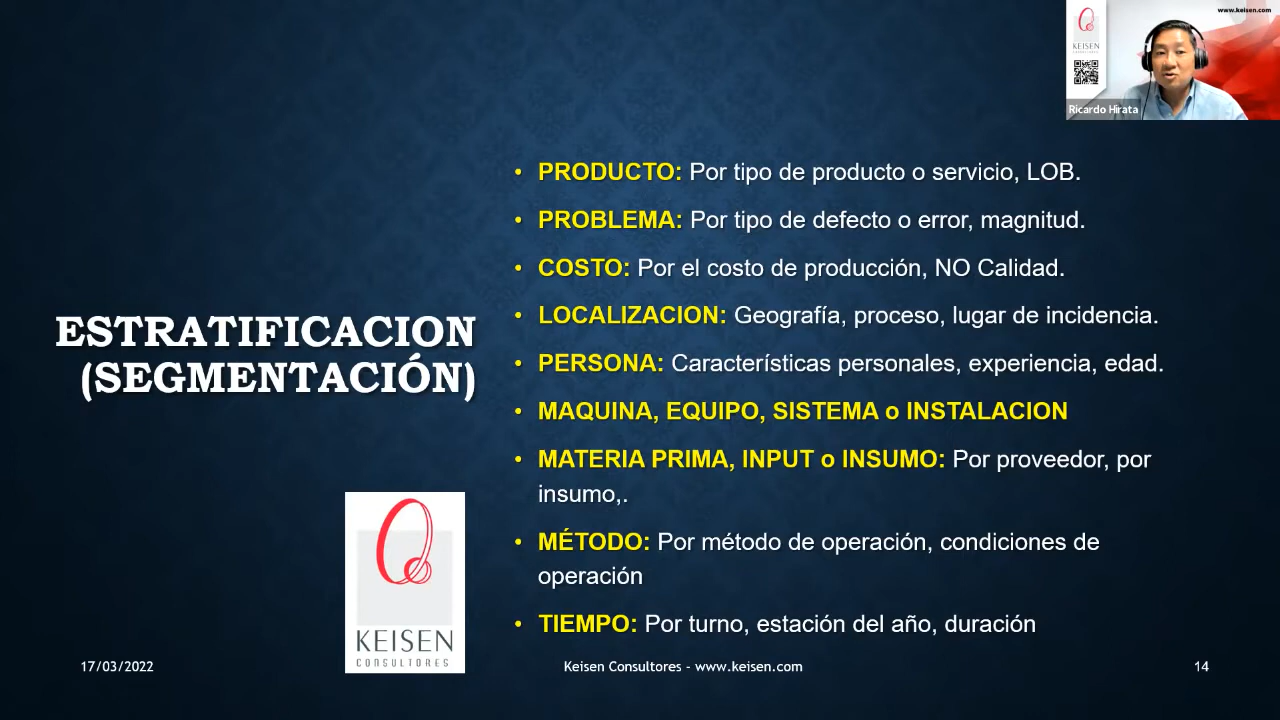 www.keisen.com
KEISEN
CONSULTORES
Ricardo Hirata
ESTRATIFICACION
(SEGMENTACIÓN)
• PRODUCTO: Por tipo de producto o servicio, LOB.
• PROBLEMA: Por tipo de defecto o error, magnitud.
• COSTO: Por el costo de producción, NO Calidad.
• LOCALIZACION: Geografía, proceso, lugar de incidencia.
• PERSONA: Características personales, experiencia, edad.
• MAQUINA, EQUIPO, SISTEMA o INSTALACION
• MATERIA PRIMA, INPUT o INSUMO: Por proveedor, por
insumo,.
• MÉTODO: Por método de operación, condiciones de
operación
• TIEMPO: Por turno, estación del año, duración
KEISEN
CONSULTORES
17/03/2022
Keisen Consultores - www.keisen.com
14